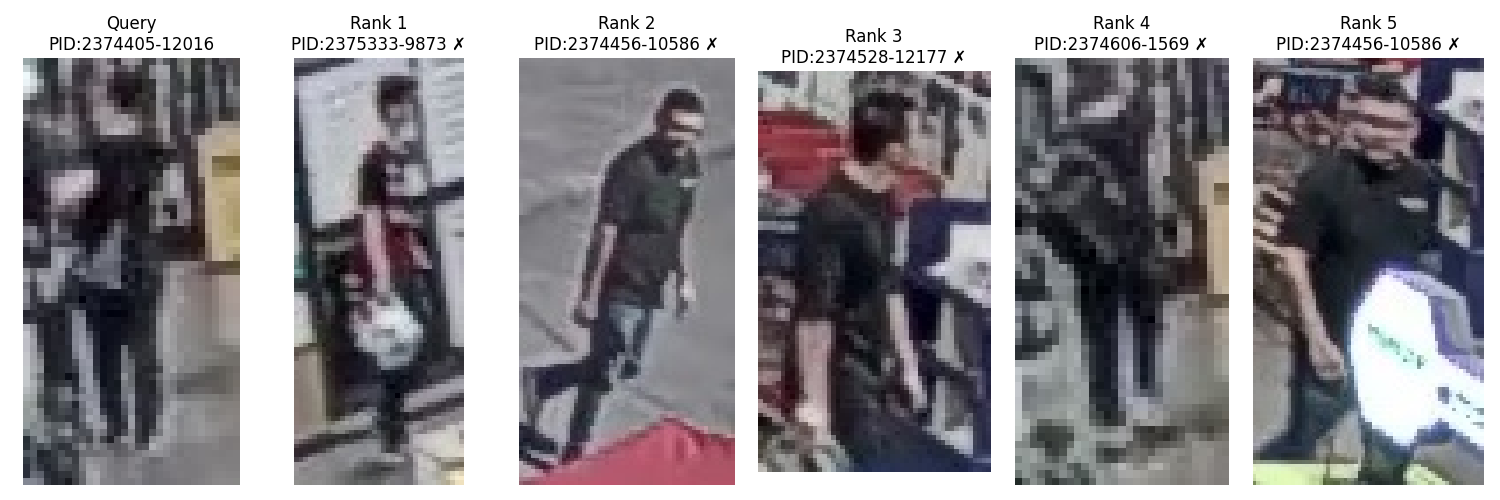 Query
PID:2374405-12016
Rank 1
PID:2375333-9873 ✗
Rank 2
PID:2374456-10586 ✗
Rank 3
PID:2374528-12177 ✗
Rank 4
PID:2374606-1569 ✗
Rank 5
PID:2374456-10586 ✗